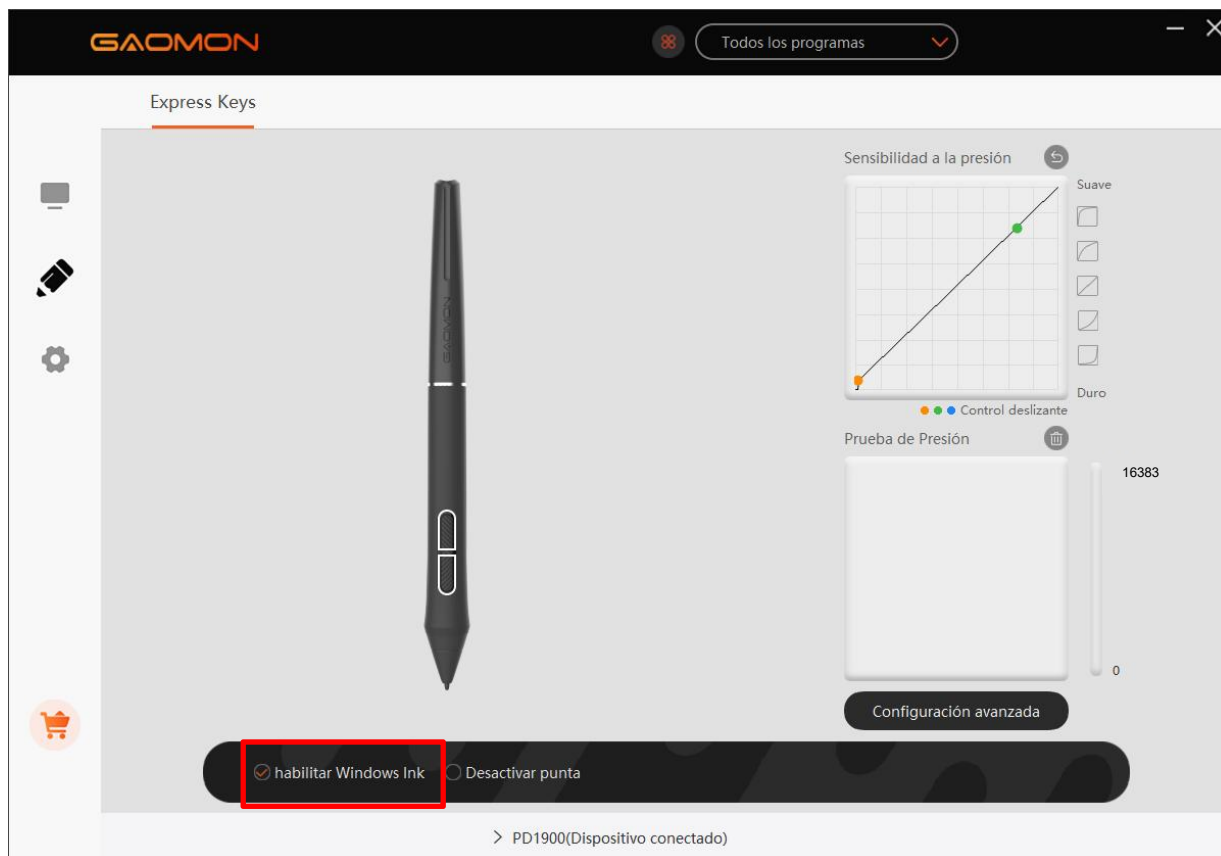 GAOMON
Todos los programas
Express Keys
Sensibilidad a la presión
Suave
GAOMON
Duro
Control deslizante
Prueba de Presión
16383
0
Configuración avanzada
habilitar Windows Ink
Desactivar punta
PD1900(Dispositivo conectado)